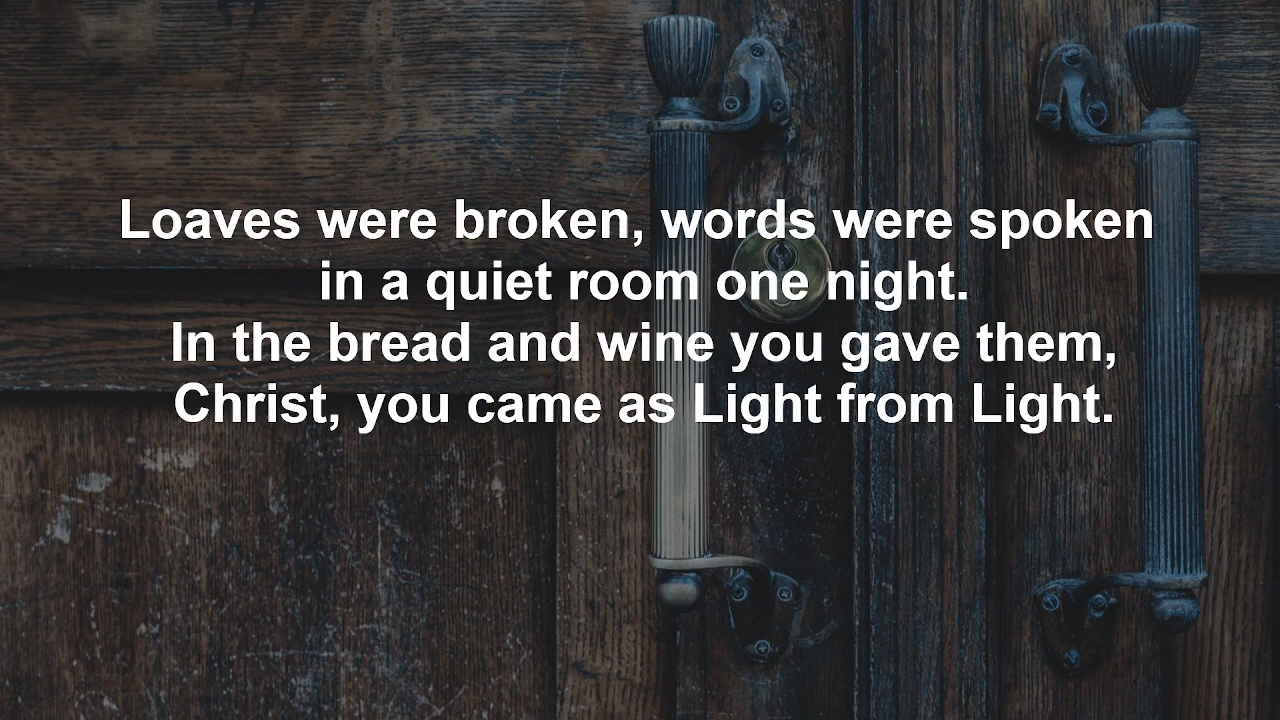 Loaves were broken, words were spoken
in a quiet room one night.
In the bread and wine you gave them,
Christ, you came as Light from Light.